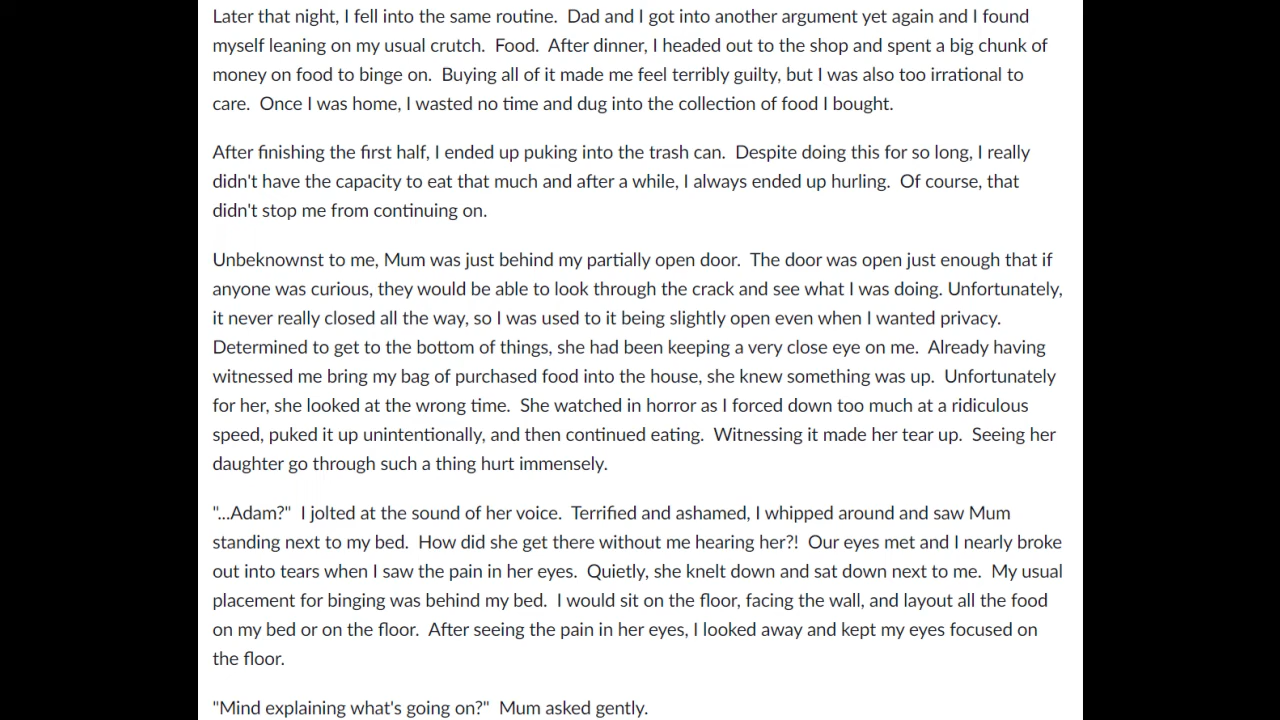 Later that night, I fell into the same routine.  Dad and I got into another argument yet again and I found
myself leaning on my usual crutch.  Food.  After dinner, I headed out to the shop and spent a big chunk of
money on food to binge on.  Buying all of it made me feel terribly guilty, but I was also too irrational to
care.  Once I was home, I wasted no time and dug into the collection of food I bought.
After finishing the first half, I ended up puking into the trash can.  Despite doing this for so long, I really
didn't have the capacity to eat that much and after a while, I always ended up hurling.  Of course, that
didn't stop me from continuing on.
Unbeknownst to me, Mum was just behind my partially open door.  The door was open just enough that if
anyone was curious, they would be able to look through the crack and see what I was doing. Unfortunately,
it never really closed all the way, so I was used to it being slightly open even when I wanted privacy.
Determined to get to the bottom of things, she had been keeping a very close eye on me.  Already having
witnessed me bring my bag of purchased food into the house, she knew something was up.  Unfortunately
for her, she looked at the wrong time.  She watched in horror as I forced down too much at a ridiculous
speed, puked it up unintentionally, and then continued eating.  Witnessing it made her tear up.  Seeing her
daughter go through such a thing hurt immensely.
"...Adam?"  I jolted at the sound of her voice.  Terrified and ashamed, I whipped around and saw Mum
standing next to my bed.  How did she get there without me hearing her?!  Our eyes met and I nearly broke
out into tears when I saw the pain in her eyes.  Quietly, she knelt down and sat down next to me.  My usual
placement for binging was behind my bed.  I would sit on the floor, facing the wall, and layout all the food
on my bed or on the floor.  After seeing the pain in her eyes, I looked away and kept my eyes focused on
the floor.
"Mind explaining what's going on?"  Mum asked gently.